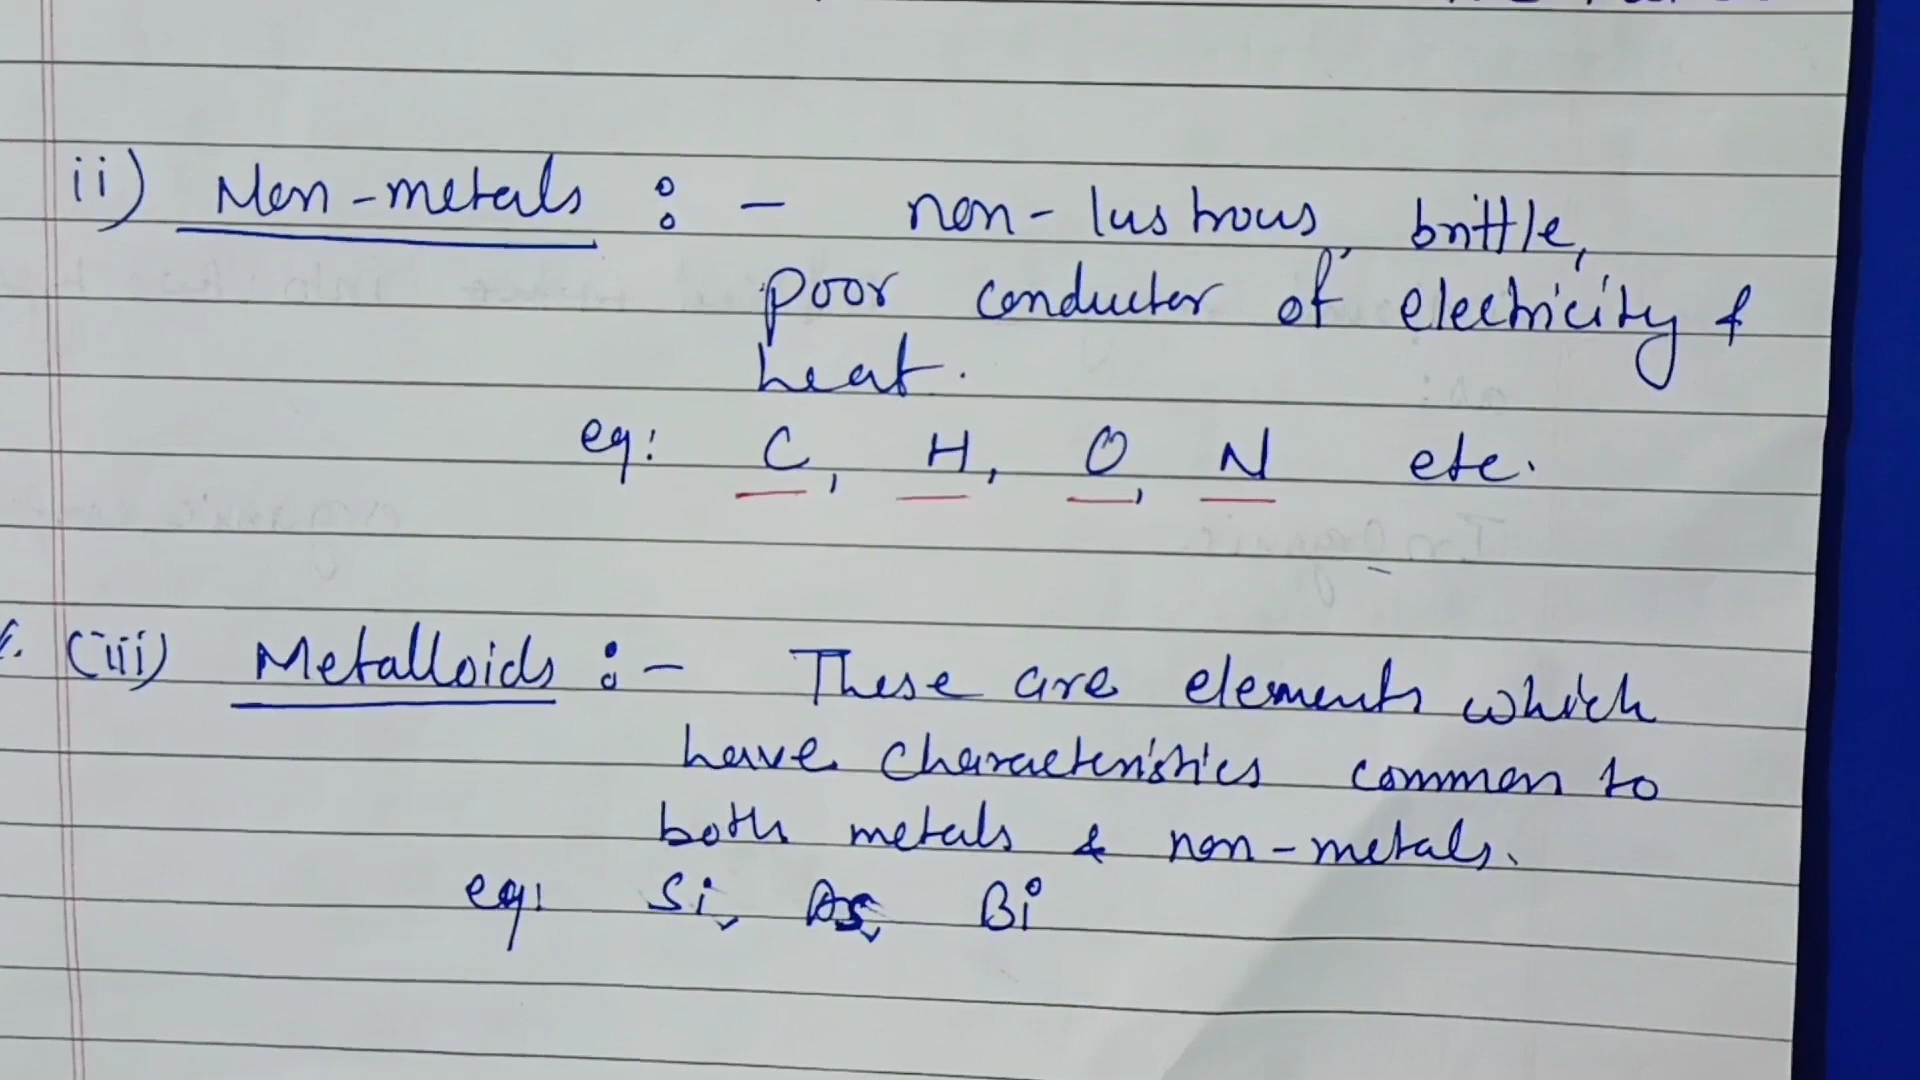 ii) Non-metals :- non-lustrous, brittle,
poor conductor of electricity &
heat.
eg: C, H, O, N etc.
(iii) Metalloids :- These are elements which
have characteristics common to
both metals & non-metals.
eg: Si, As, Bi